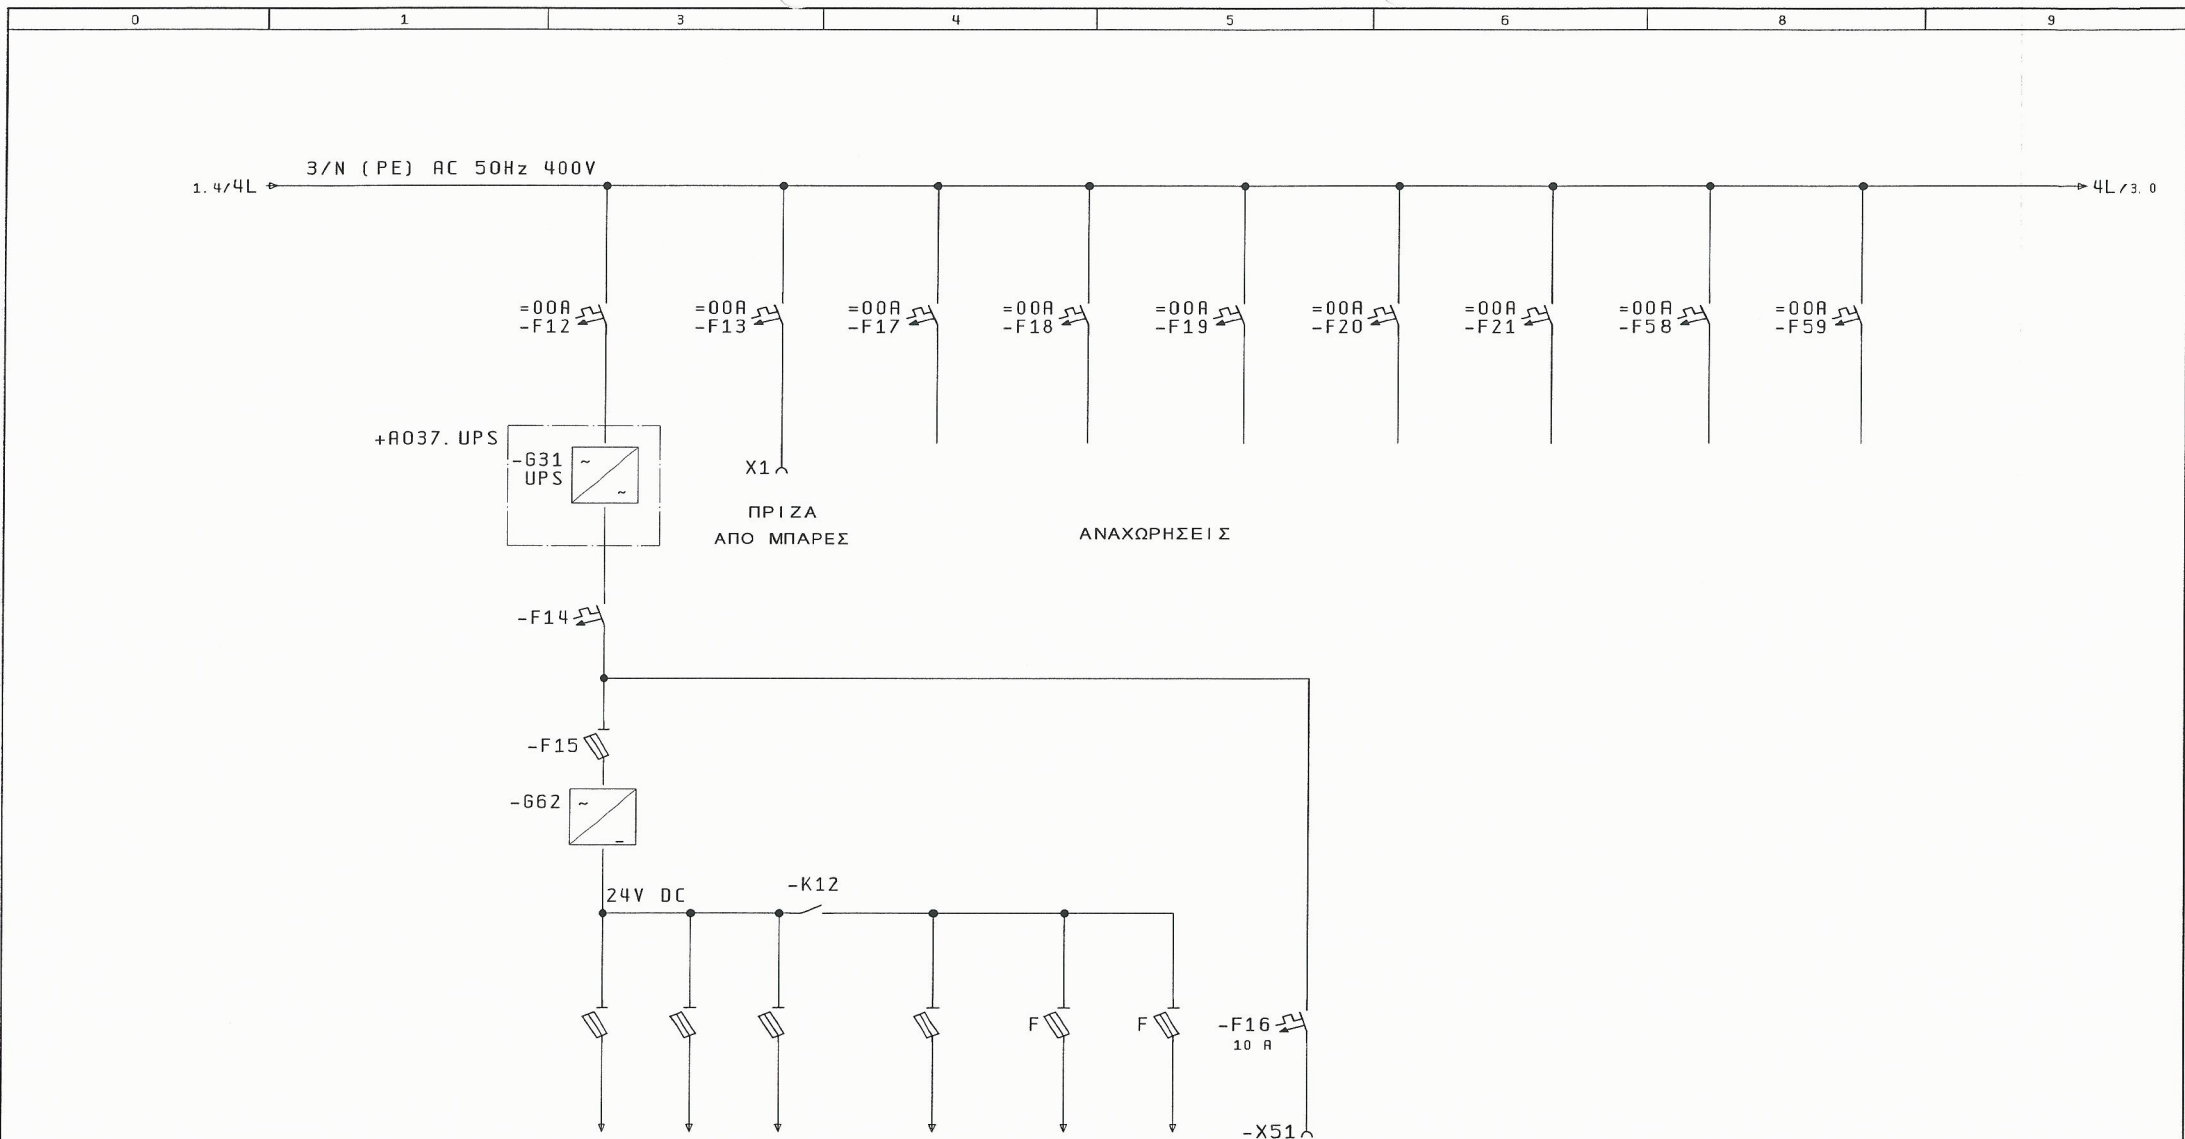 0 1 3 4 5 6 8 9
3/N (PE) AC 50Hz 400V
1.4/4L
4L/3.0
=00A =00A =00A =00A =00A =00A =00A =00A =00A
-F12 -F13 -F17 -F18 -F19 -F20 -F21 -F58 -F59
+A037.UPS
-G31
UPS
X1
ΠΡΙΖΑ
ΑΠΟ ΜΠΑΡΕΣ
ΑΝΑΧΩΡΗΣΕΙΣ
-F14
-F15
-G62
24V DC
-K12
F F -F16
10 A
-X51